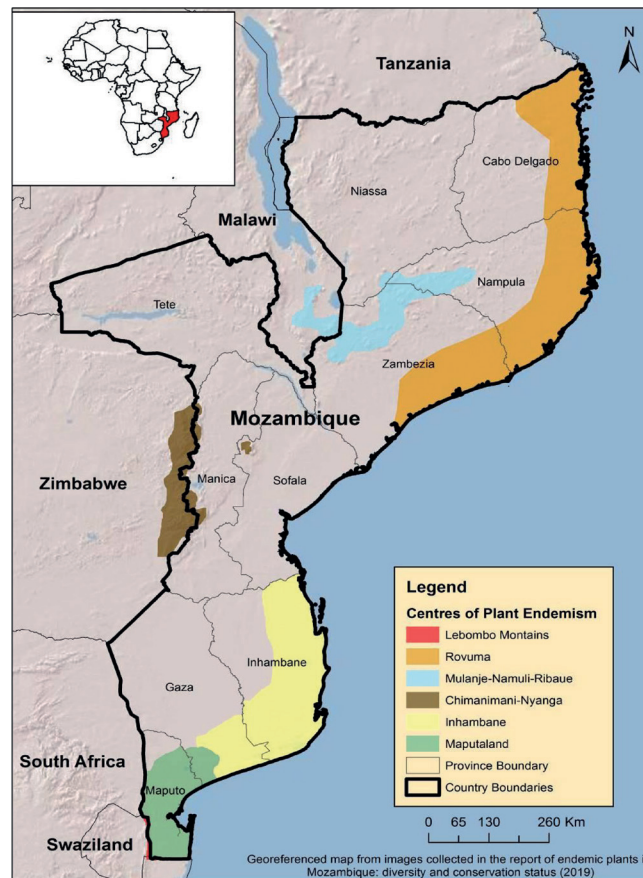 N
Tanzania
Cabo Delgado
Niassa
Malawi
Nampula
Tete
Zambezia
Mozambique
Zimbabwe
Manica
Sofala
Legend
Centres of Plant Endemism
Lebombo Montains
Rovuma
Mulanje-Namuli-Ribaue
Chimanimani-Nyanga
Inhambane
Maputaland
Province Boundary
Country Boundaries
Inhambane
Gaza
South Africa
Maputo
Swaziland
0 65 130 260 Km
Georeferenced map from images collected in the report of endemic plants i
Mozambique: diversity and conservation status (2019)